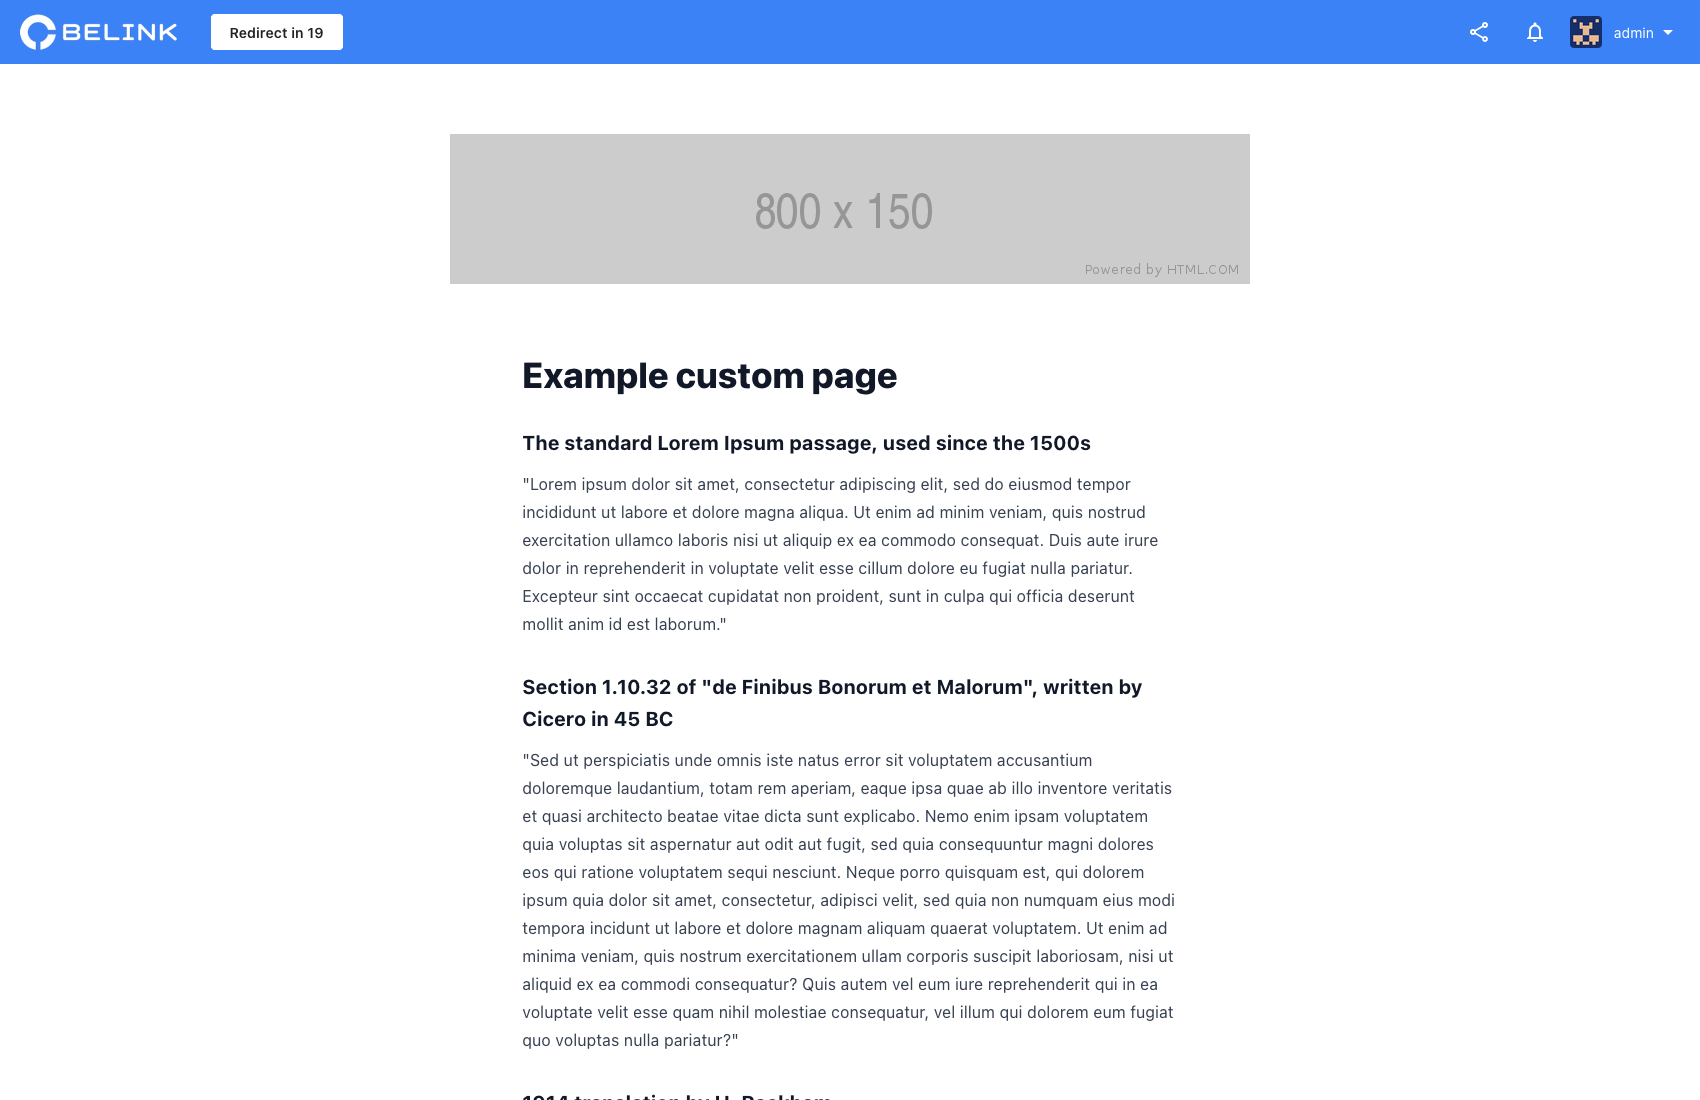 BELINK
Redirect in 19
admin
800 x 150
Powered by HTML.COM
Example custom page
The standard Lorem Ipsum passage, used since the 1500s
"Lorem ipsum dolor sit amet, consectetur adipiscing elit, sed do eiusmod tempor
incididunt ut labore et dolore magna aliqua. Ut enim ad minim veniam, quis nostrud
exercitation ullamco laboris nisi ut aliquip ex ea commodo consequat. Duis aute irure
dolor in reprehenderit in voluptate velit esse cillum dolore eu fugiat nulla pariatur.
Excepteur sint occaecat cupidatat non proident, sunt in culpa qui officia deserunt
mollit anim id est laborum."
Section 1.10.32 of "de Finibus Bonorum et Malorum", written by
Cicero in 45 BC
"Sed ut perspiciatis unde omnis iste natus error sit voluptatem accusantium
doloremque laudantium, totam rem aperiam, eaque ipsa quae ab illo inventore veritatis
et quasi architecto beatae vitae dicta sunt explicabo. Nemo enim ipsam voluptatem
quia voluptas sit aspernatur aut odit aut fugit, sed quia consequuntur magni dolores
eos qui ratione voluptatem sequi nesciunt. Neque porro quisquam est, qui dolorem
ipsum quia dolor sit amet, consectetur, adipisci velit, sed quia non numquam eius modi
tempora incidunt ut labore et dolore magnam aliquam quaerat voluptatem. Ut enim ad
minima veniam, quis nostrum exercitationem ullam corporis suscipit laboriosam, nisi ut
aliquid ex ea commodi consequatur? Quis autem vel eum iure reprehenderit qui in ea
voluptate velit esse quam nihil molestiae consequatur, vel illum qui dolorem eum fugiat
quo voluptas nulla pariatur?"
1914 translation by H. Rackham